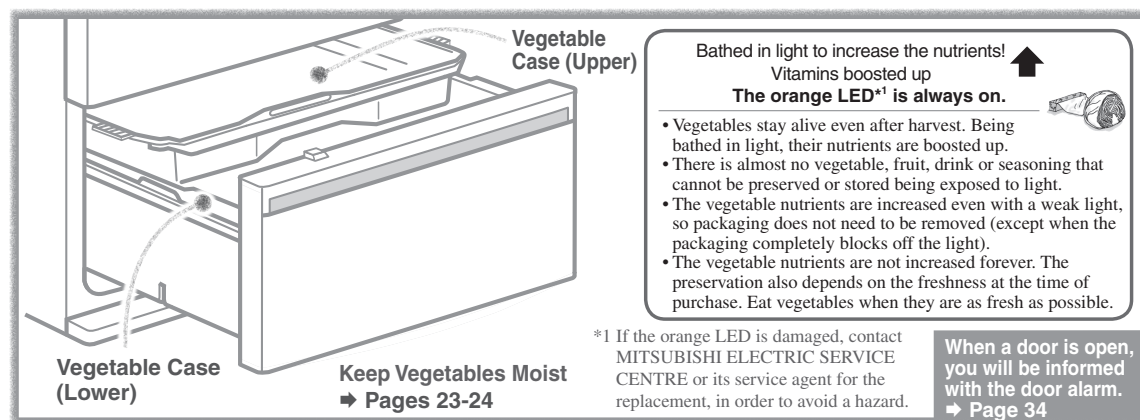 Vegetable
Case (Upper)
Vegetable Case
(Lower)
Keep Vegetables Moist
➡ Pages 23-24
Bathed in light to increase the nutrients!
Vitamins boosted up
The orange LED*1 is always on.
• Vegetables stay alive even after harvest. Being
bathed in light, their nutrients are boosted up.
• There is almost no vegetable, fruit, drink or seasoning that
cannot be preserved or stored being exposed to light.
• The vegetable nutrients are increased even with a weak light,
so packaging does not need to be removed (except when the
packaging completely blocks off the light).
• The vegetable nutrients are not increased forever. The
preservation also depends on the freshness at the time of
purchase. Eat vegetables when they are as fresh as possible.
*1 If the orange LED is damaged, contact
MITSUBISHI ELECTRIC SERVICE
CENTRE or its service agent for the
replacement, in order to avoid a hazard.
When a door is open,
you will be informed
with the door alarm.
➡ Page 34